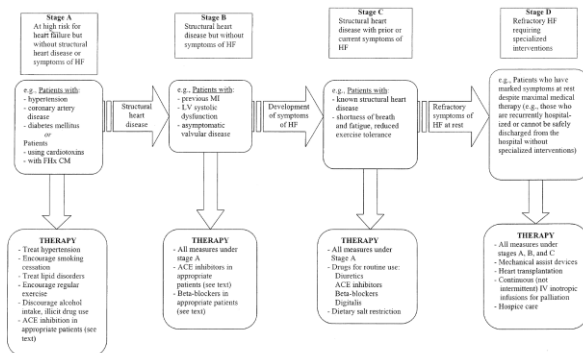 Stage A
At high risk for
heart failure but
without structural
heart disease or
symptoms of HF
Stage B
Structural heart
disease but without
symptoms of HF
Stage C
Structural heart
disease with prior or
current symptoms of
HF
Stage D
Refractory HF
requiring
specialized
interventions
e.g., Patients with:
- hypertension
- coronary artery
disease
- diabetes mellitus
or
Patients
- using cardiotoxins
- with FHx CM
Structural
heart
disease
e.g., Patients with:
- previous MI
- LV systolic
dysfunction
- asymptomatic
valvular disease
Development
of symptoms
of HF
e.g., Patients with:
- known structural heart
disease
- shortness of breath
and fatigue, reduced
exercise tolerance
Refractory
symptoms of
HF at rest
e.g., Patients who have
marked symptoms at rest
despite maximal medical
therapy (e.g., those who
are recurrently hospital-
ized or cannot be safely
discharged from the
hospital without
specialized interventions)
THERAPY
- Treat hypertension
- Encourage smoking
cessation
- Treat lipid disorders
- Encourage regular
exercise
- Discourage alcohol
intake, illicit drug use
- ACE inhibition in
appropriate patients (see
text)
THERAPY
- All measures under
stage A
- ACE inhibitors in
appropriate
patients (see text)
- Beta-blockers in
appropriate
patients (see text)
THERAPY
- All measures under
Stage A
- Drugs for routine use:
Diuretics
ACE inhibitors
Beta-blockers
Digitalis
- Dietary salt restriction
THERAPY
- All measures under
stages A, B, and C
- Mechanical assist devices
- Heart transplantation
- Continuous (not
intermittent) IV inotropic
infusions for palliation
- Hospice care